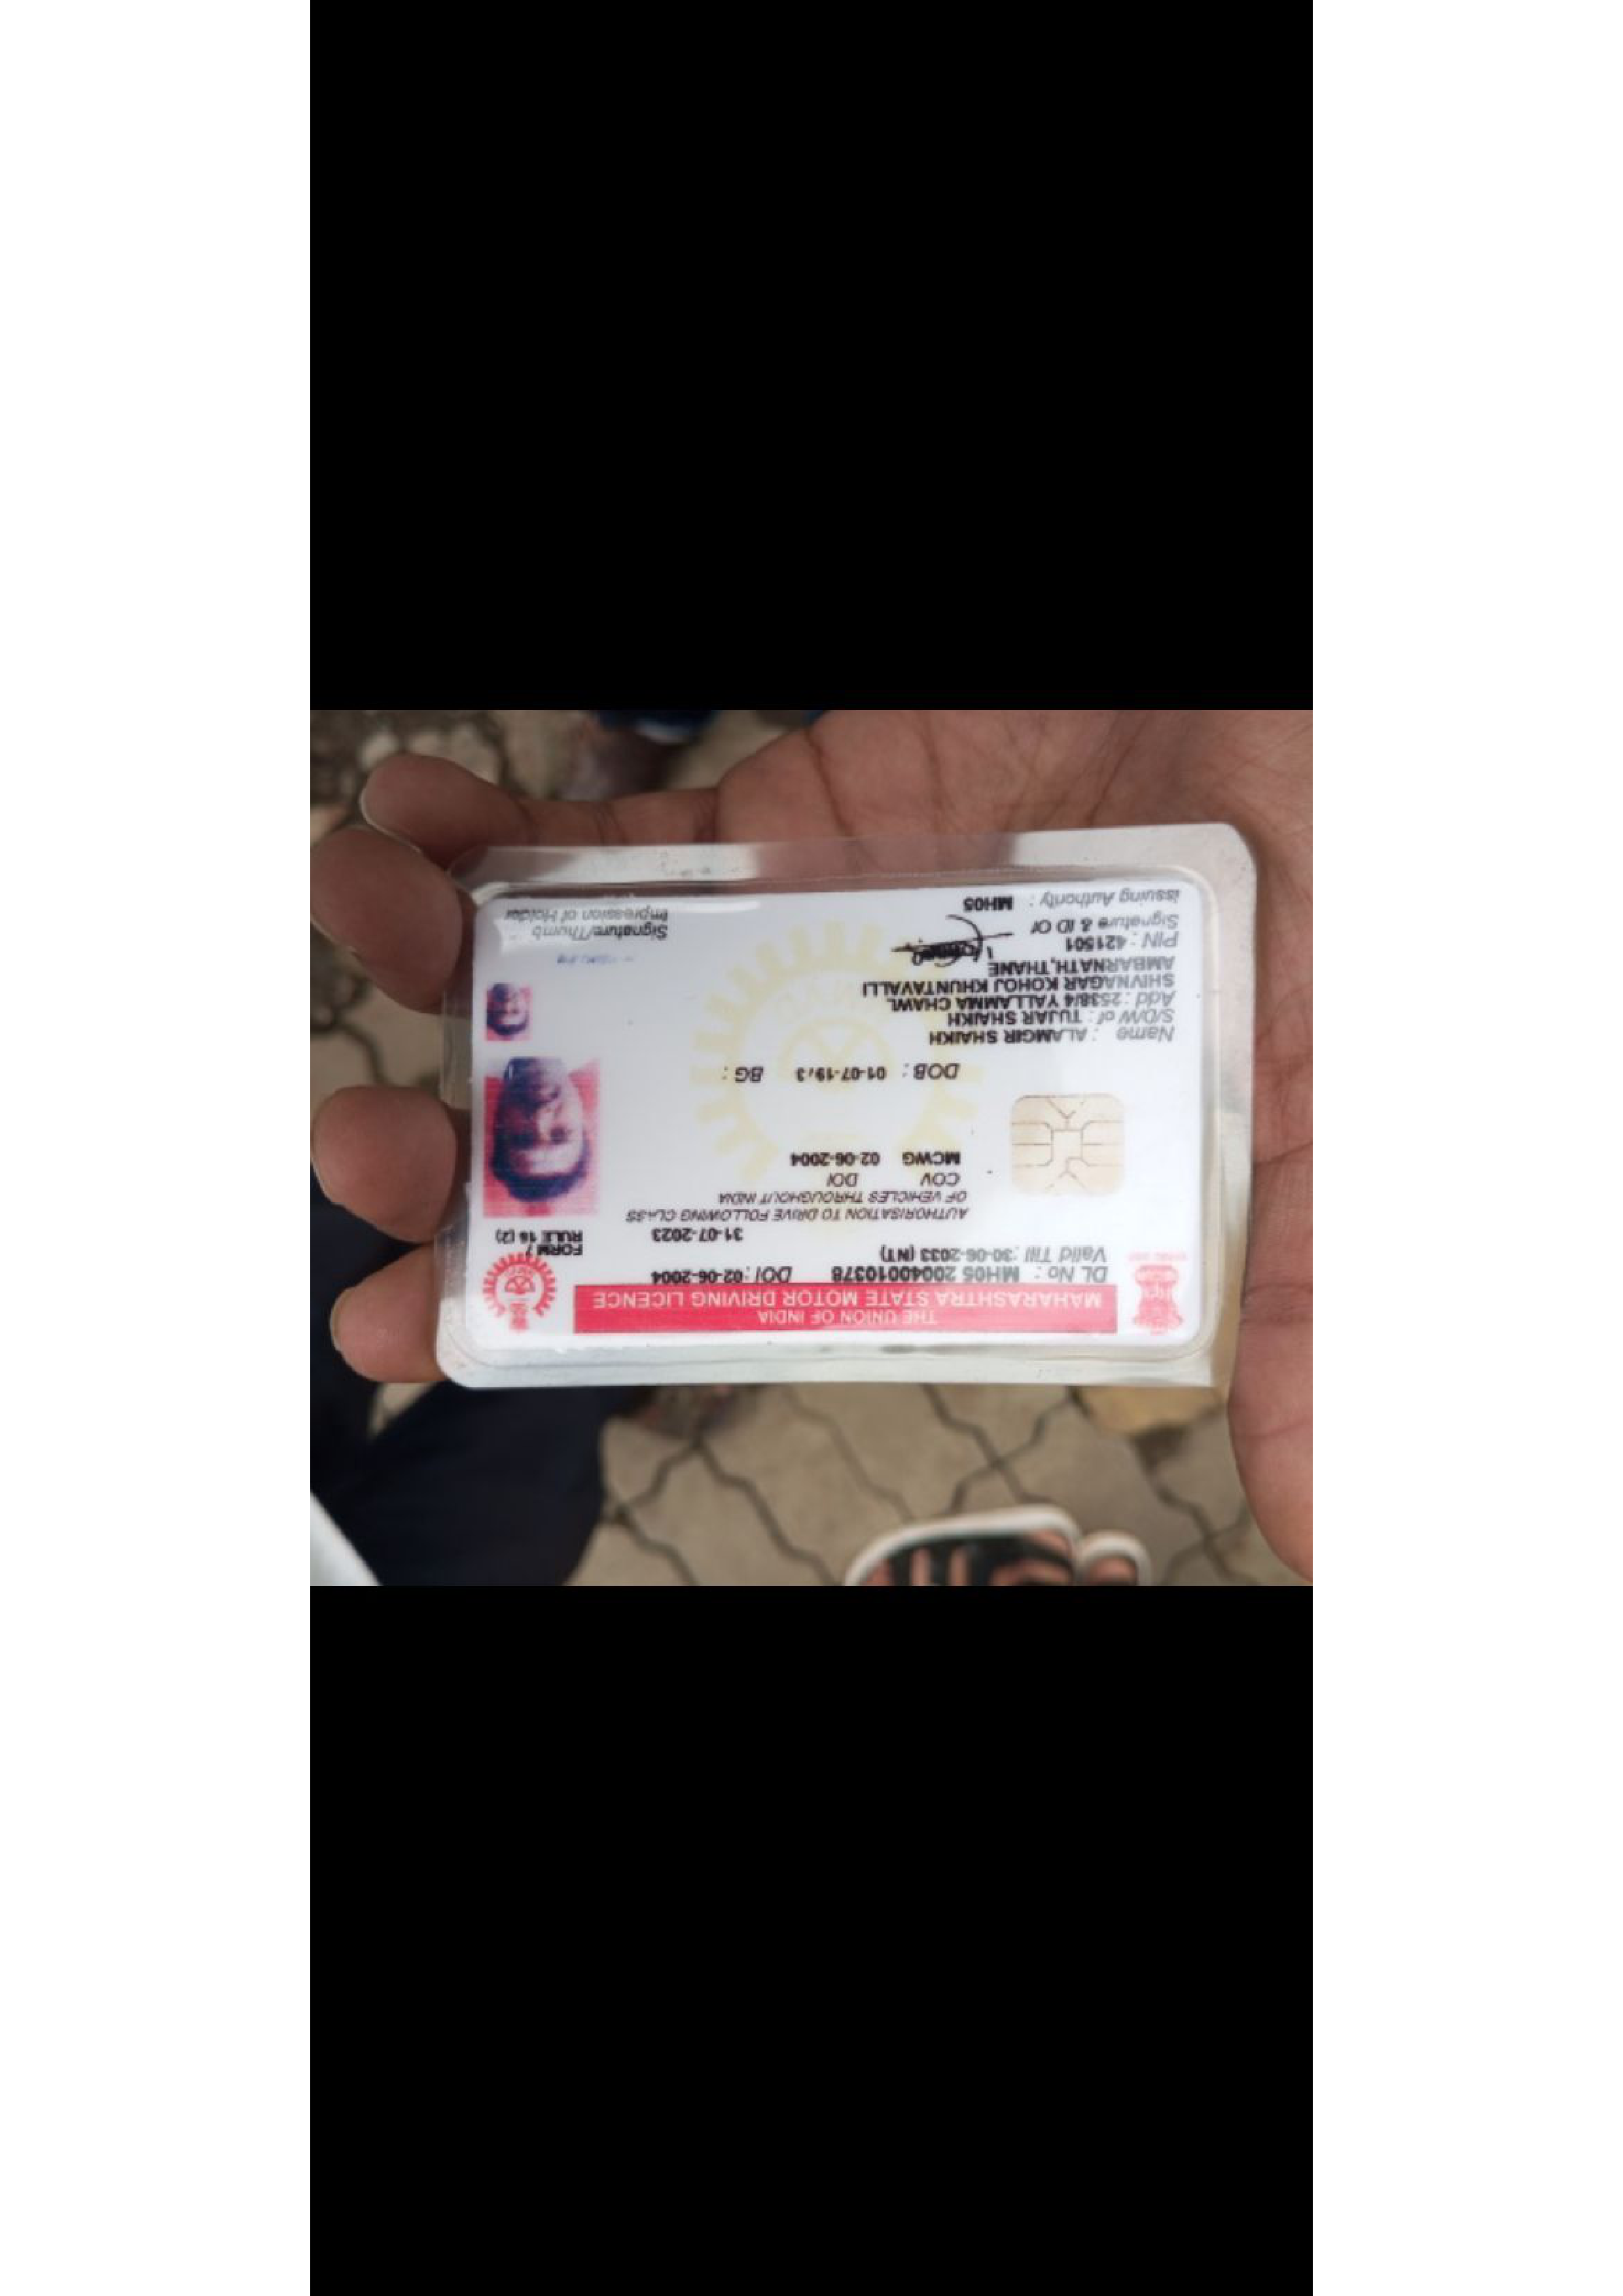 THE UNION OF INDIA
MAHARASHTRA STATE MOTOR DRIVING LICENCE
DL No : MH05 20040010378 DOI : 02-06-2004
Valid Till : 30-06-2033 (NT)
31-07-2023
FORM 7
RULE 16 (2)
AUTHORISATION TO DRIVE FOLLOWING CLASS
OF VEHICLES THROUGHOUT INDIA
COV DOI
MCWG 02-06-2004
DOB : BG :
Name : ALAMGIR SHAIKH
S/D/W of : TUJAR SHAIKH
Add : 2538/4 YALLAMMA CHAWL
SHIVNAGAR KOHOJ KHUNTAVALLI
AMBARNATH, THANE
PIN : 421501
Signature & ID Of
Issuing Authority : MH05
Signature/Thumb
Impression of Holder